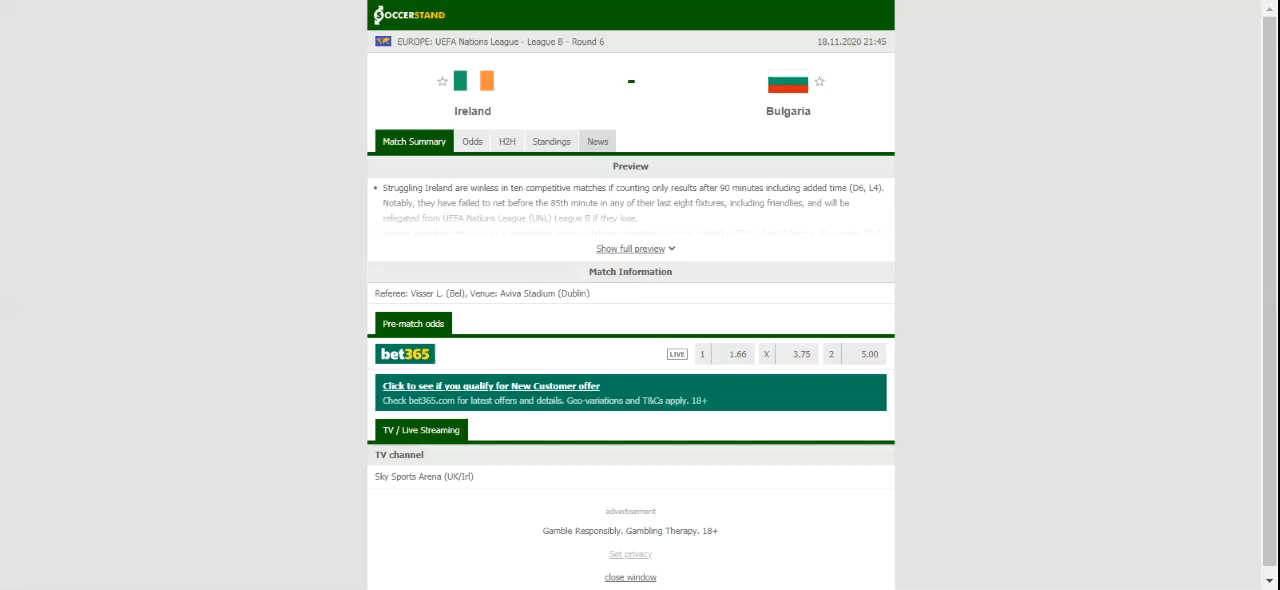 SOCCERSTAND
EUROPE: UEFA Nations League - League B - Round 6 18.11.2020 21:45
-
Ireland Bulgaria
Match Summary Odds H2H Standings News
Preview
• Struggling Ireland are winless in ten competitive matches if counting only results after 90 minutes including added time (D6, L4).
Notably, they have failed to net before the 85th minute in any of their last eight fixtures, including friendlies, and will be
relegated from UEFA Nations League (UNL) League B if they lose.
Show full preview
Match Information
Referee: Visser L. (Bel), Venue: Aviva Stadium (Dublin)
Pre-match odds
bet365 LIVE 1 1.66 X 3.75 2 5.00
Click to see if you qualify for New Customer offer
Check bet365.com for latest offers and details. Geo-variations and T&Cs apply. 18+
TV / Live Streaming
TV channel
Sky Sports Arena (UK/Irl)
advertisement
Gamble Responsibly. Gambling Therapy. 18+
Set privacy
close window